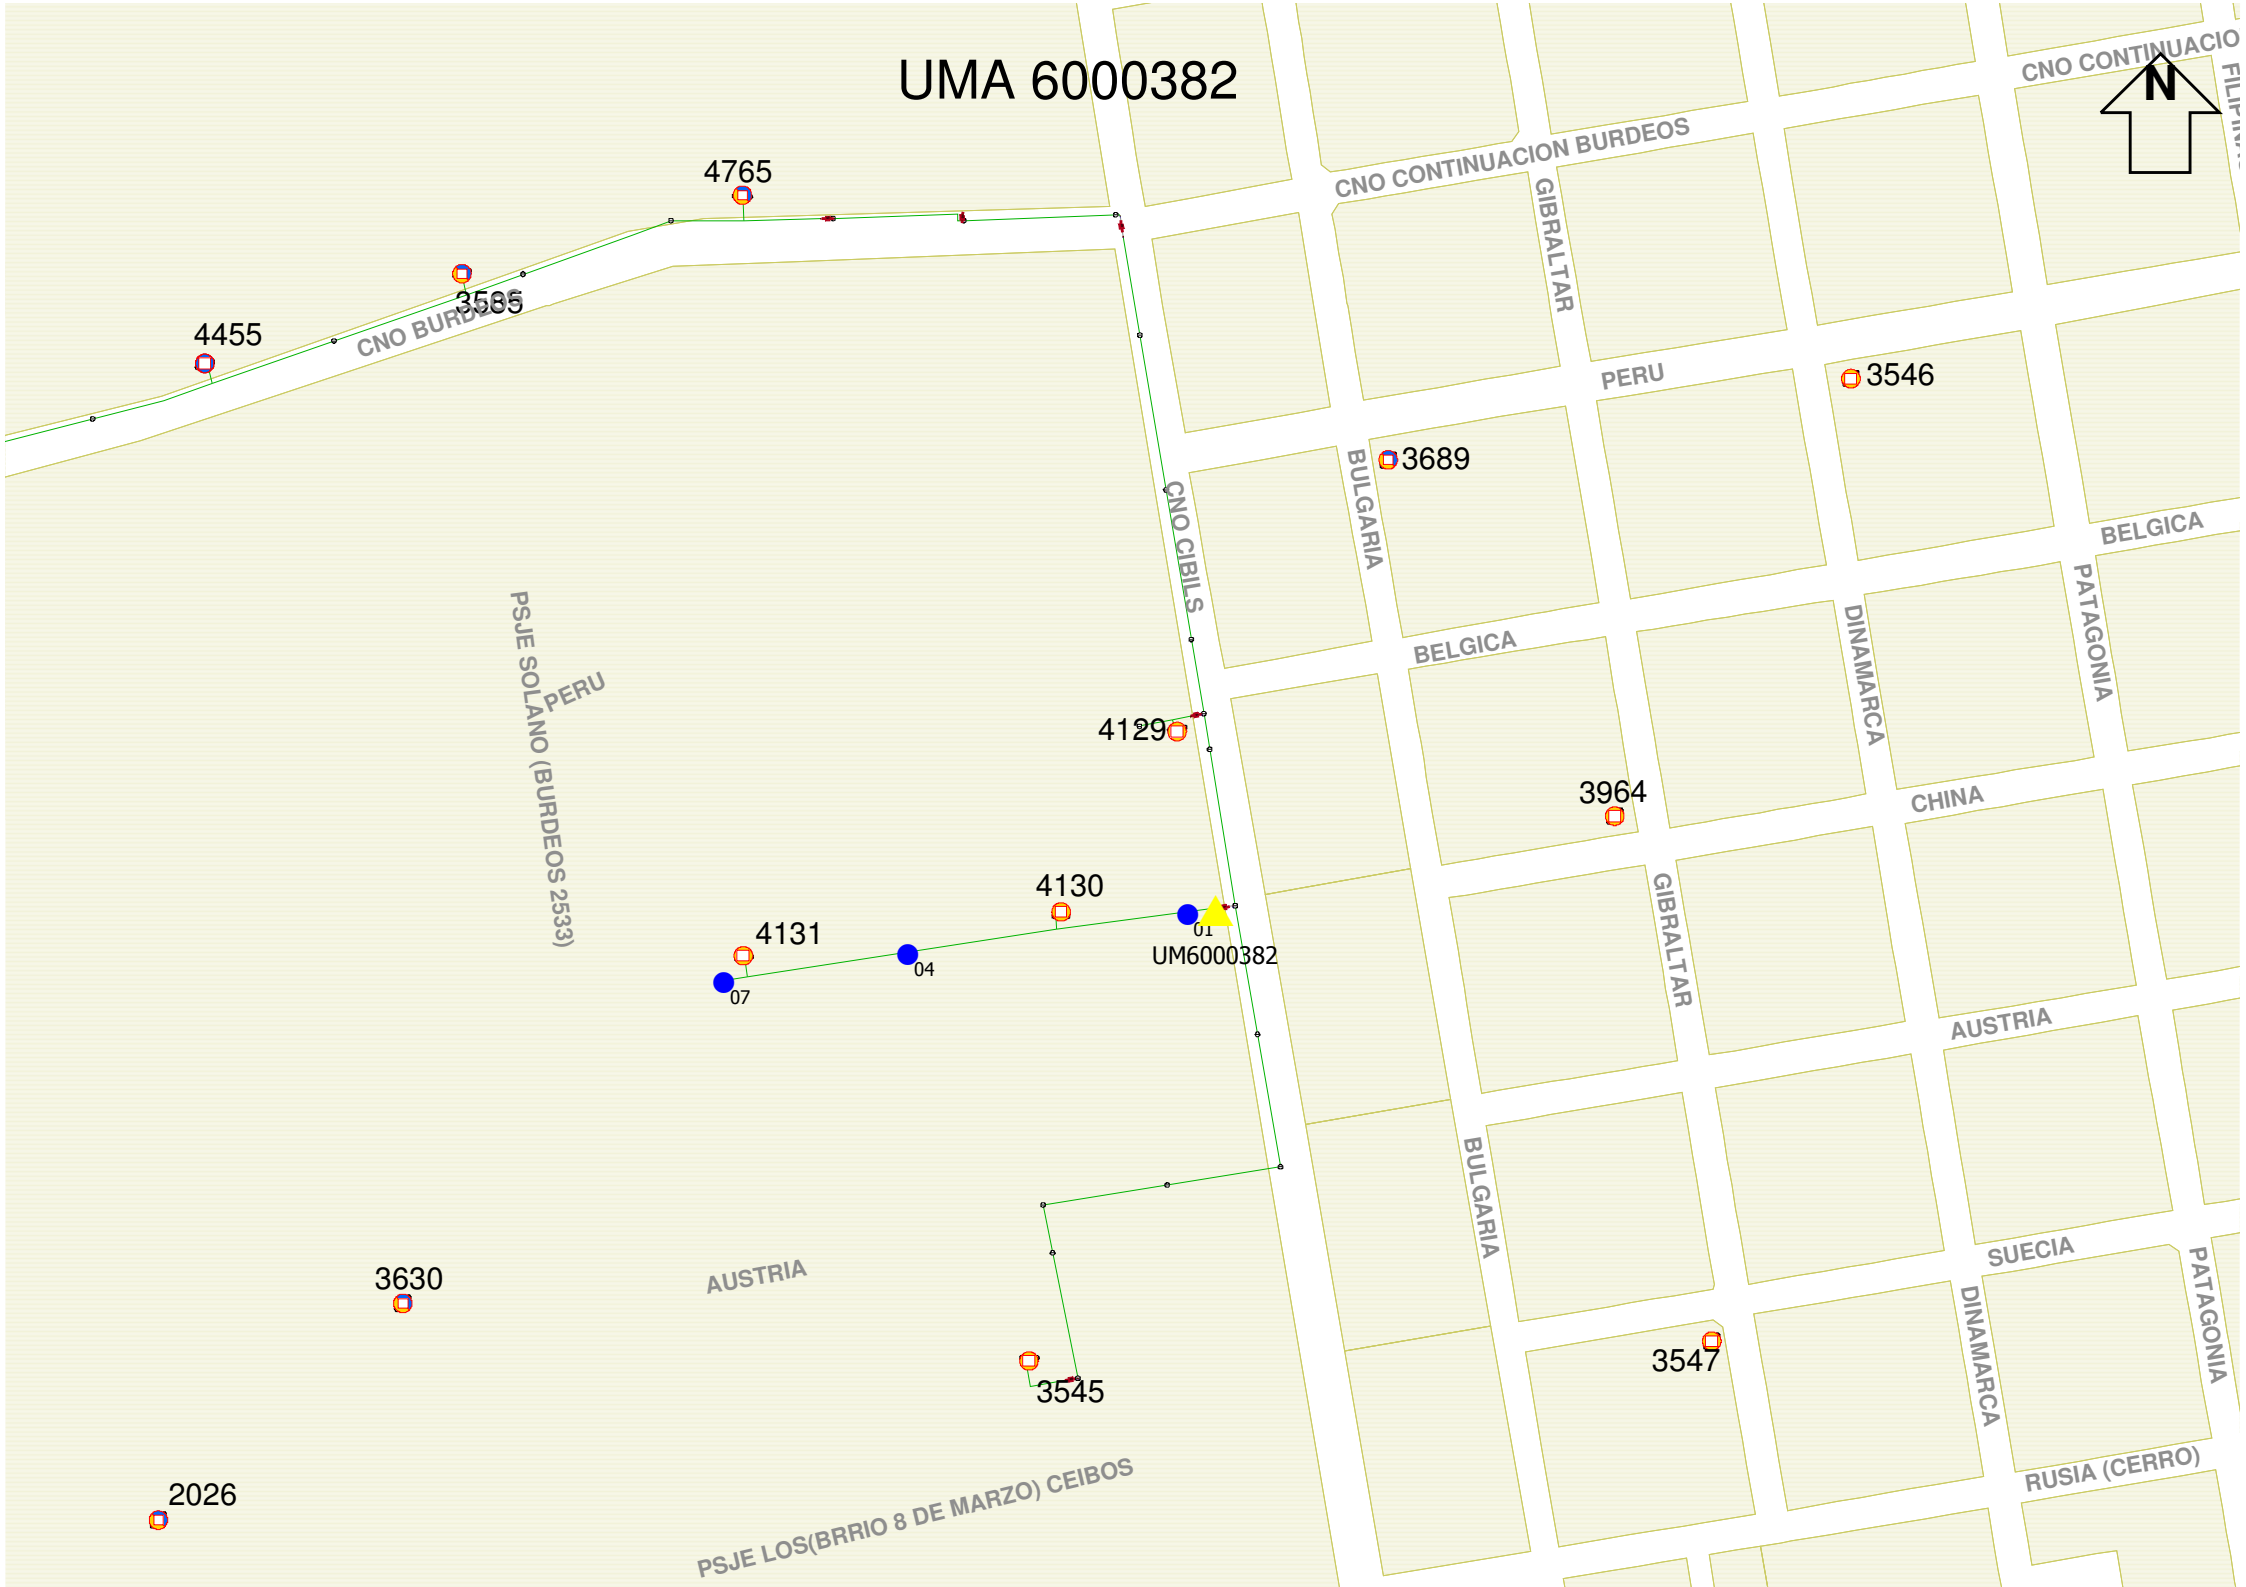 UMA 6000382
CNO CONTINUACIO
N
FILIPINAS
CNO CONTINUACION BURDEOS
4765
GIBRALTAR
3585
CNO BURDEOS
4455
PERU
3546
3689
BULGARIA
CNO CIBILS
BELGICA
BELGICA
PATAGONIA
DINAMARCA
PSJE SOLANO (BURDEOS 2533)
PERU
4129
3964
CHINA
4130
GIBRALTAR
4131
01
UM6000382
04
07
AUSTRIA
BULGARIA
SUECIA
PATAGONIA
AUSTRIA
3630
DINAMARCA
3547
3545
RUSIA (CERRO)
2026
PSJE LOS(BRRIO 8 DE MARZO) CEIBOS